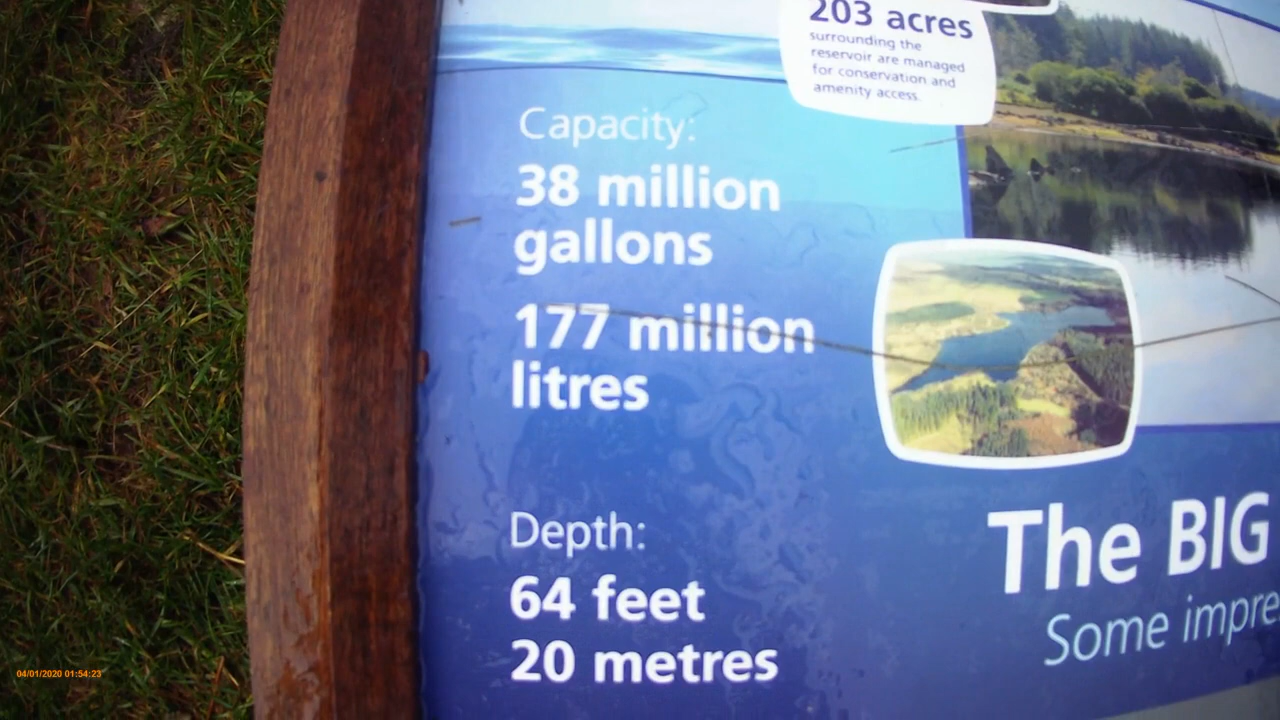 203 acres
surrounding the
reservoir are managed
for conservation and
amenity access.
Capacity:
38 million
gallons
177 million
litres
Depth:
64 feet
20 metres
The BIG
Some impre
04/01/2020 01:54:23